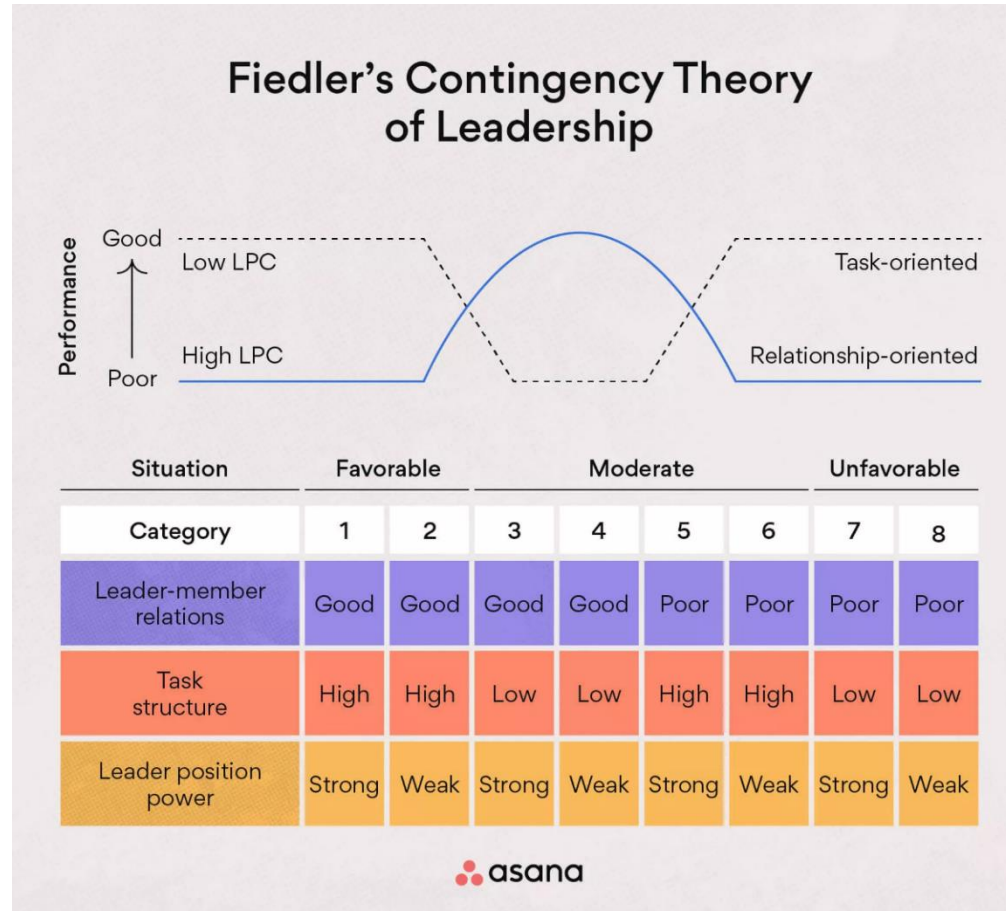 Fiedler's Contingency Theory
of Leadership
Performance
Good
Poor
Low LPC
High LPC
Task-oriented
Relationship-oriented
Situation Favorable Moderate Unfavorable
Category 1 2 3 4 5 6 7 8
Leader-member
relations
Good Good Good Good Poor Poor Poor Poor
Task
structure
High High Low Low High High Low Low
Leader position
power
Strong Weak Strong Weak Strong Weak Strong Weak
asana